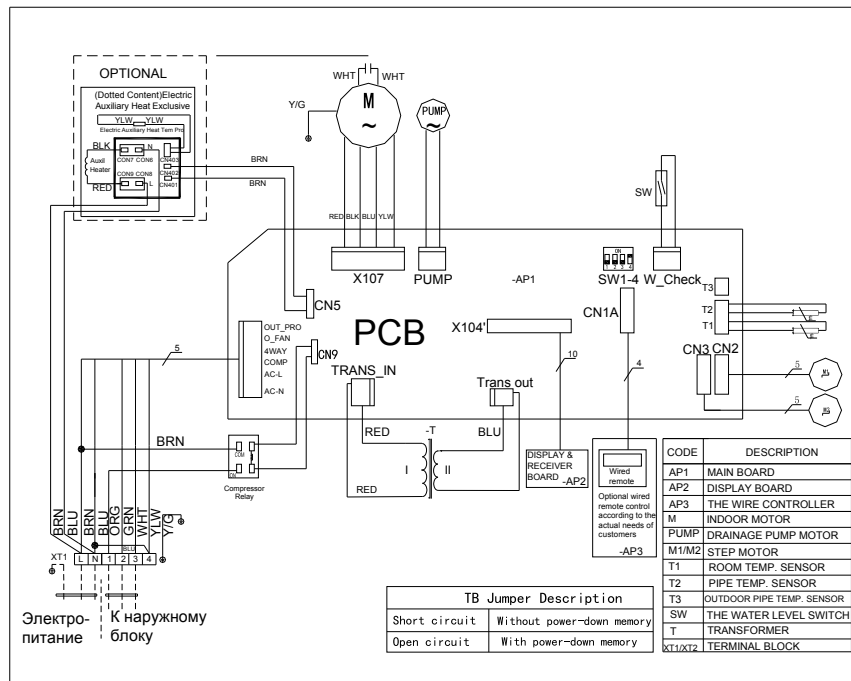 OPTIONAL
(Dotted Content)Electric
Auxiliary Heat Exclusive
YLW YLW
Electric Auxiliary Heat Tem Pro
BLK
N
CON7 CON6
CN403
Auxil
Heater
CN402
CON9 CON8
CN401
RED
L
WHT WHT
Y/G
M
~
PUMP
~
BRN
BRN
SW
RED BLK BLU YLW
X107
PUMP
-AP1
ON
1 2 3 4
SW1-4
W_Check
T3
T2
T1
CN5
CN1A
PCB
X104'
OUT_PRO
O_FAN
4WAY
COMP
AC-L
AC-N
5
CN9
CN3 CN2
TRANS_IN
Trans out
10
4
5
5
BRN
COM
Compressor
Relay
RED
-T
BLU
I
II
RED
DISPLAY &
RECEIVER
BOARD
-AP2
Wired
remote
Optional wired
remote control
according to the
actual needs of
customers
-AP3
BRN
BLU
BRN
BLU
ORG
GRN
WHT
YLW
Y/G
BLU
XT1
L N 1 2 3 4
Электро-
питание
К наружному
блоку
TB Jumper Description
Short circuit Without power-down memory
Open circuit With power-down memory
CODE DESCRIPTION
AP1 MAIN BOARD
AP2 DISPLAY BOARD
AP3 THE WIRE CONTROLLER
M INDOOR MOTOR
PUMP DRAINAGE PUMP MOTOR
M1/M2 STEP MOTOR
T1 ROOM TEMP. SENSOR
T2 PIPE TEMP. SENSOR
T3 OUTDOOR PIPE TEMP. SENSOR
SW THE WATER LEVEL SWITCH
T TRANSFORMER
XT1/XT2 TERMINAL BLOCK